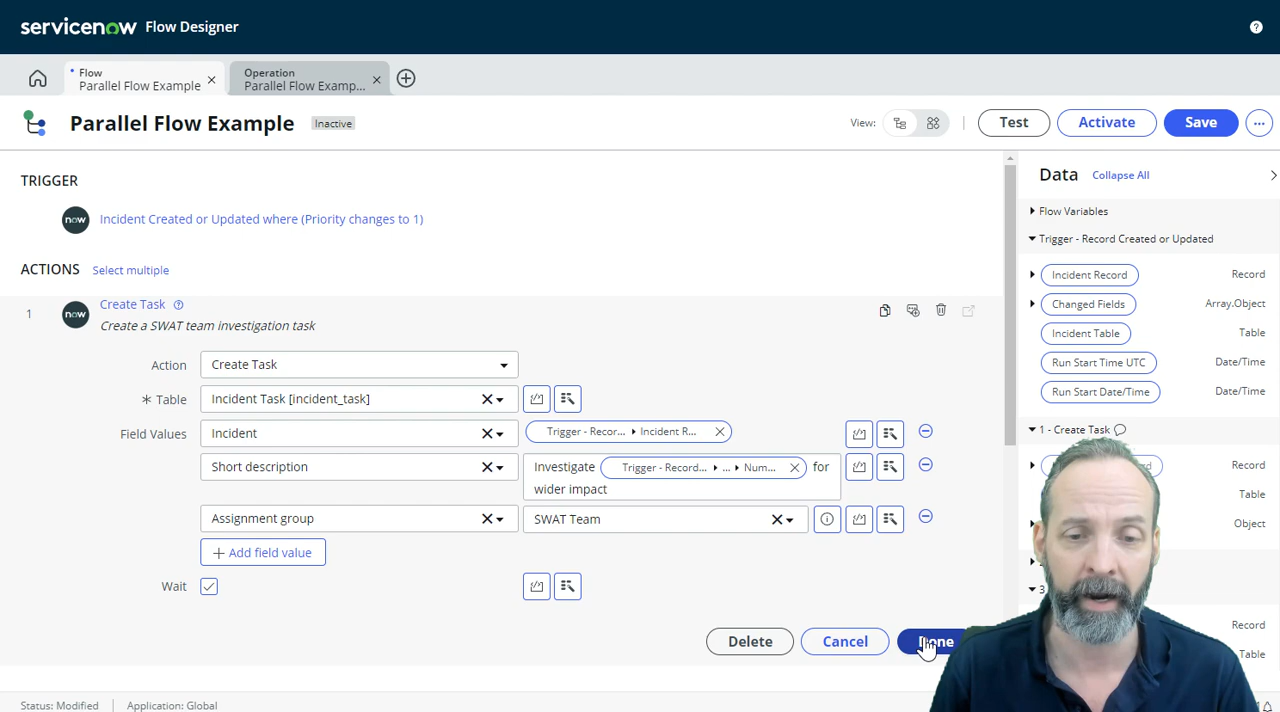 servicenow Flow Designer
Flow
Parallel Flow Example
Operation
Parallel Flow Examp...
Parallel Flow Example
Inactive
View:
Test
Activate
Save
TRIGGER
now
Incident Created or Updated where (Priority changes to 1)
ACTIONS
Select multiple
1
now
Create Task
Create a SWAT team investigation task
Action
Create Task
* Table
Incident Task [incident_task]
Field Values
Incident
Trigger - Recor...
Incident R...
Short description
Investigate
Trigger - Record...
...
Num...
for
wider impact
Assignment group
SWAT Team
+ Add field value
Wait
Delete
Cancel
Done
Data
Collapse All
Flow Variables
Trigger - Record Created or Updated
Incident Record
Record
Changed Fields
Array.Object
Incident Table
Table
Run Start Time UTC
Date/Time
Run Start Date/Time
Date/Time
1 - Create Task
Record
Table
Object
3
Record
Table
Status: Modified
Application: Global